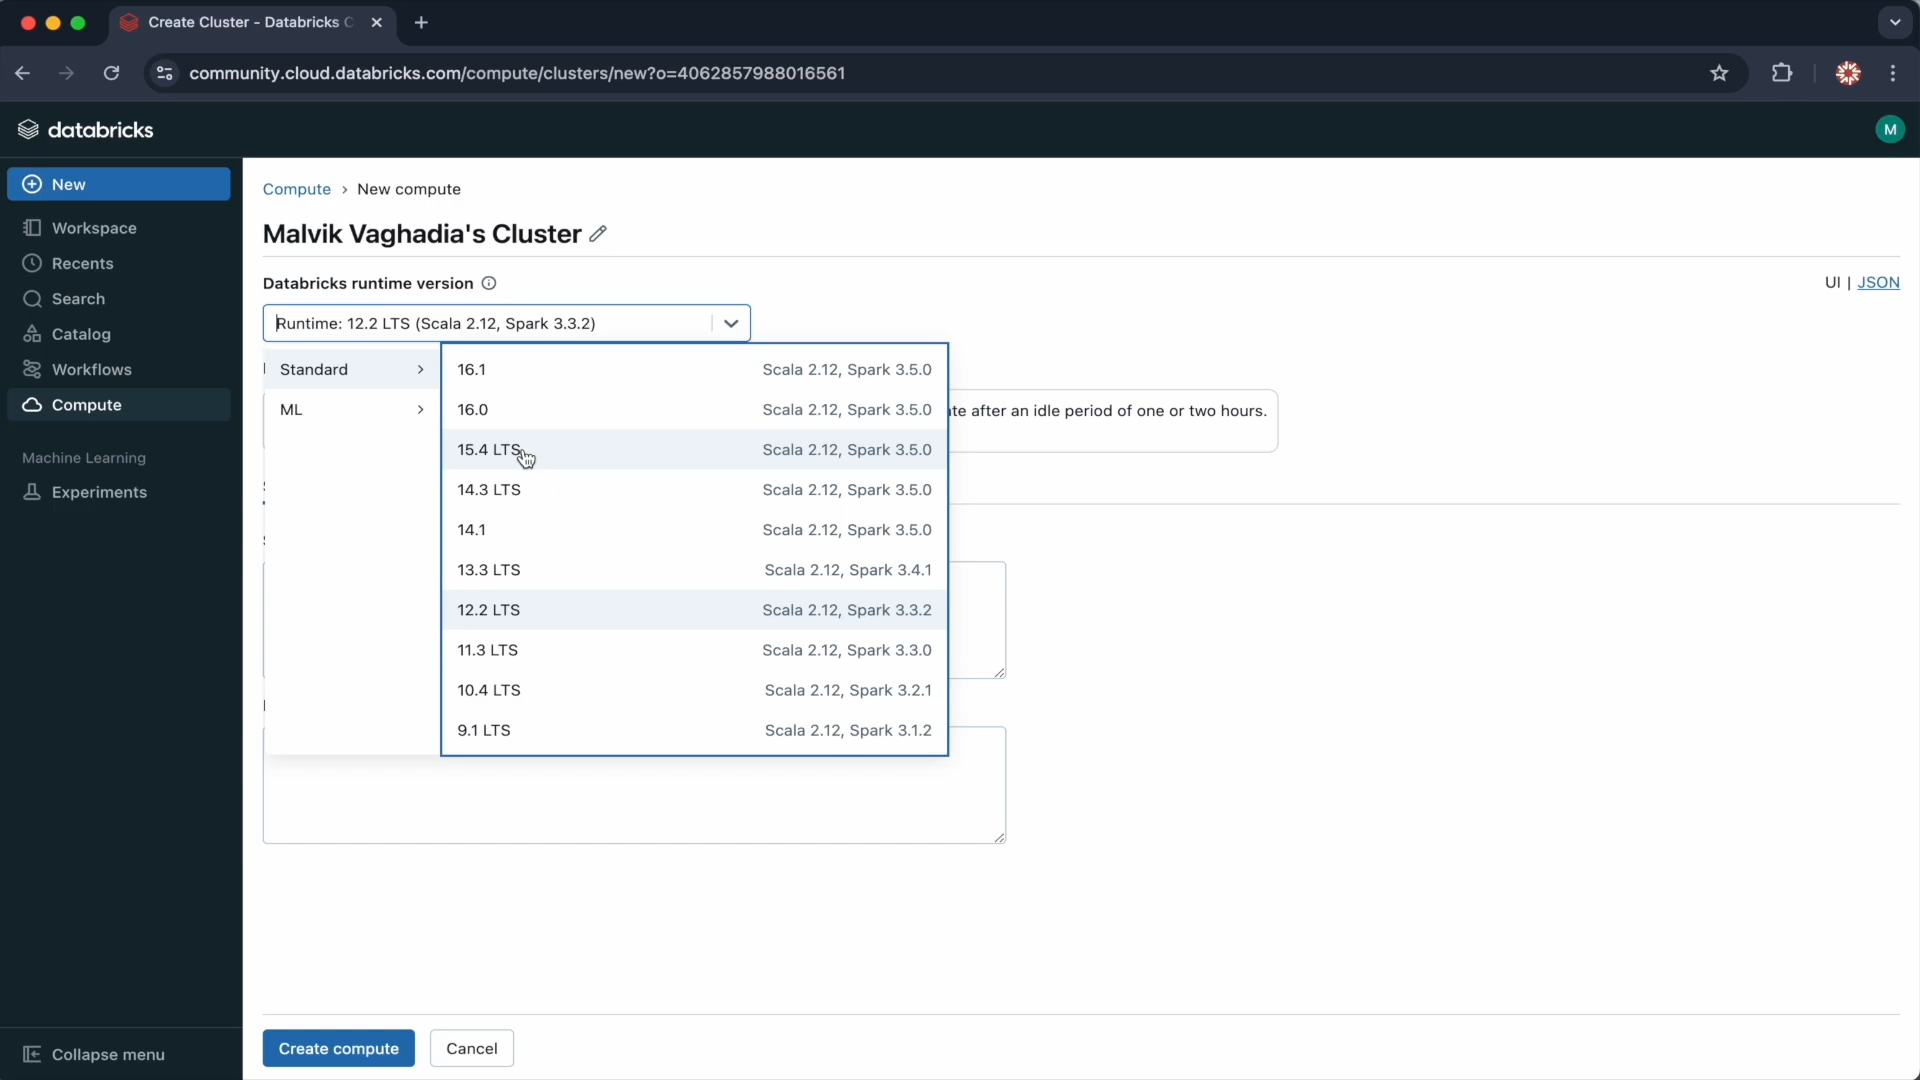 Create Cluster - Databricks C
community.cloud.databricks.com/compute/clusters/new?o=4062857988016561
databricks
M
New
Workspace
Recents
Search
Catalog
Workflows
Compute
Machine Learning
Experiments
Collapse menu
Compute › New compute
Malvik Vaghadia's Cluster
Databricks runtime version
UI | JSON
Runtime: 12.2 LTS (Scala 2.12, Spark 3.3.2)
Standard
ML
16.1 Scala 2.12, Spark 3.5.0
16.0 Scala 2.12, Spark 3.5.0
15.4 LTS Scala 2.12, Spark 3.5.0
14.3 LTS Scala 2.12, Spark 3.5.0
14.1 Scala 2.12, Spark 3.5.0
13.3 LTS Scala 2.12, Spark 3.4.1
12.2 LTS Scala 2.12, Spark 3.3.2
11.3 LTS Scala 2.12, Spark 3.3.0
10.4 LTS Scala 2.12, Spark 3.2.1
9.1 LTS Scala 2.12, Spark 3.1.2
after an idle period of one or two hours.
Create compute
Cancel